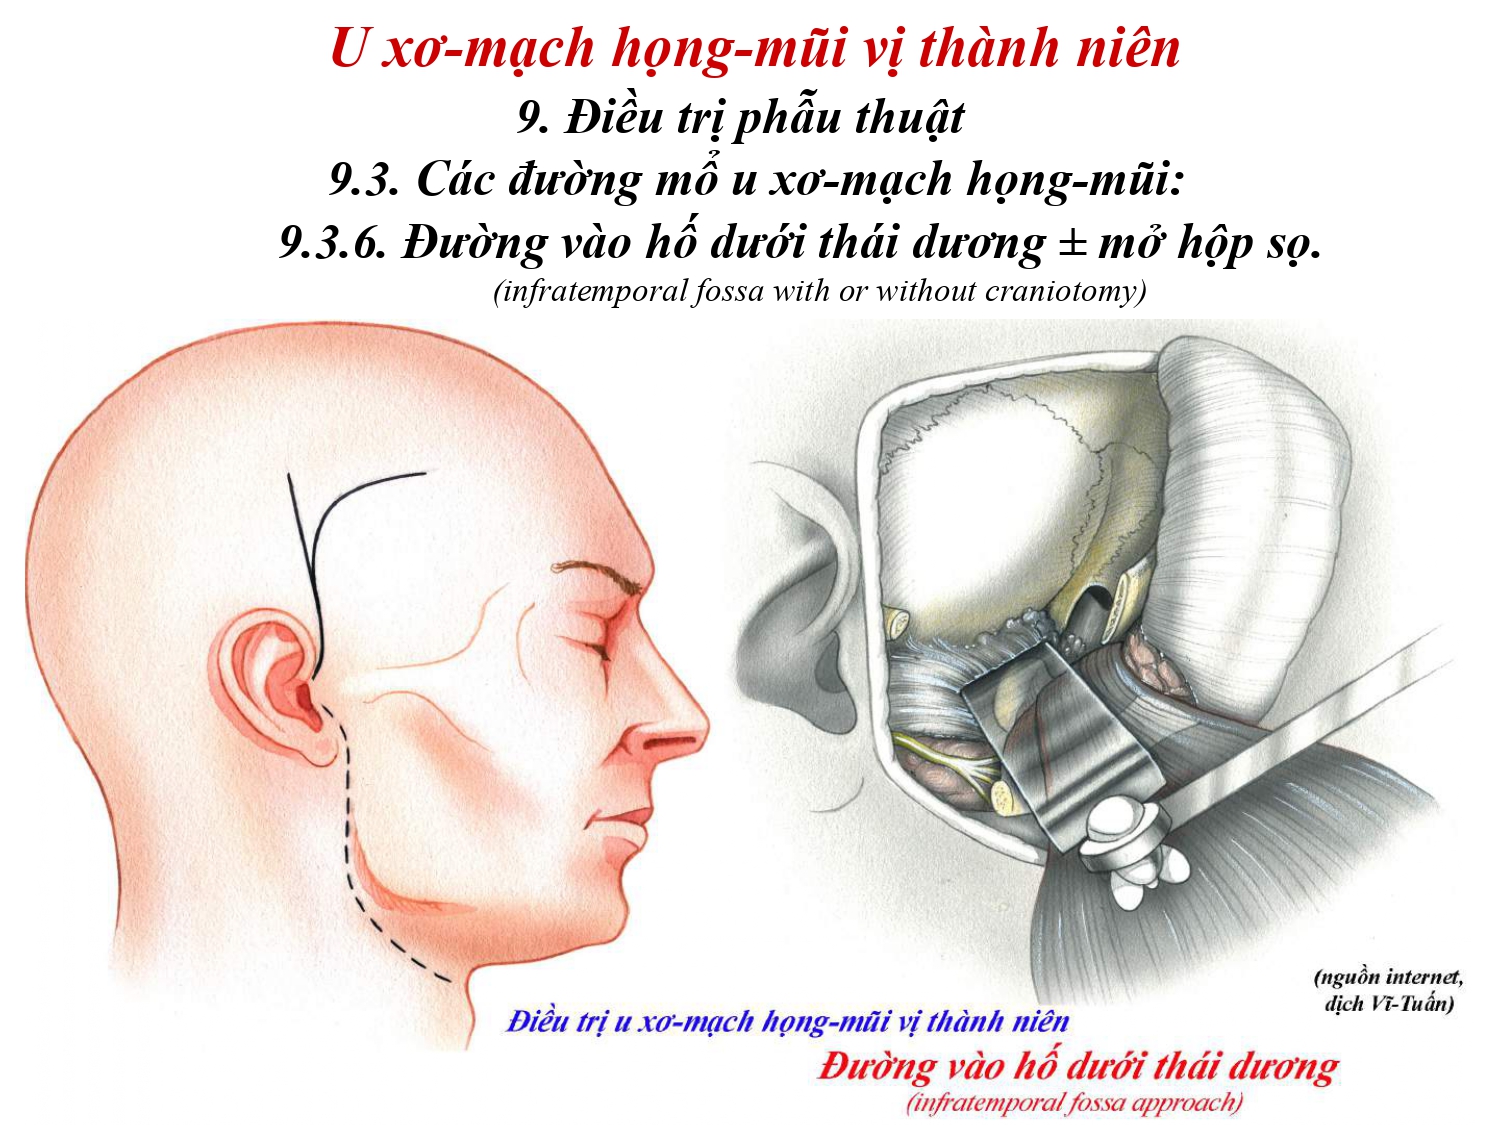 U xơ-mạch họng-mũi vị thành niên
9. Điều trị phẫu thuật
9.3. Các đường mổ u xơ-mạch họng-mũi:
9.3.6. Đường vào hố dưới thái dương ± mở hộp sọ.
(infratemporal fossa with or without craniotomy)
(nguồn internet,
dịch Vĩ-Tuấn)
Điều trị u xơ-mạch họng-mũi vị thành niên
Đường vào hố dưới thái dương
(infratemporal fossa approach)